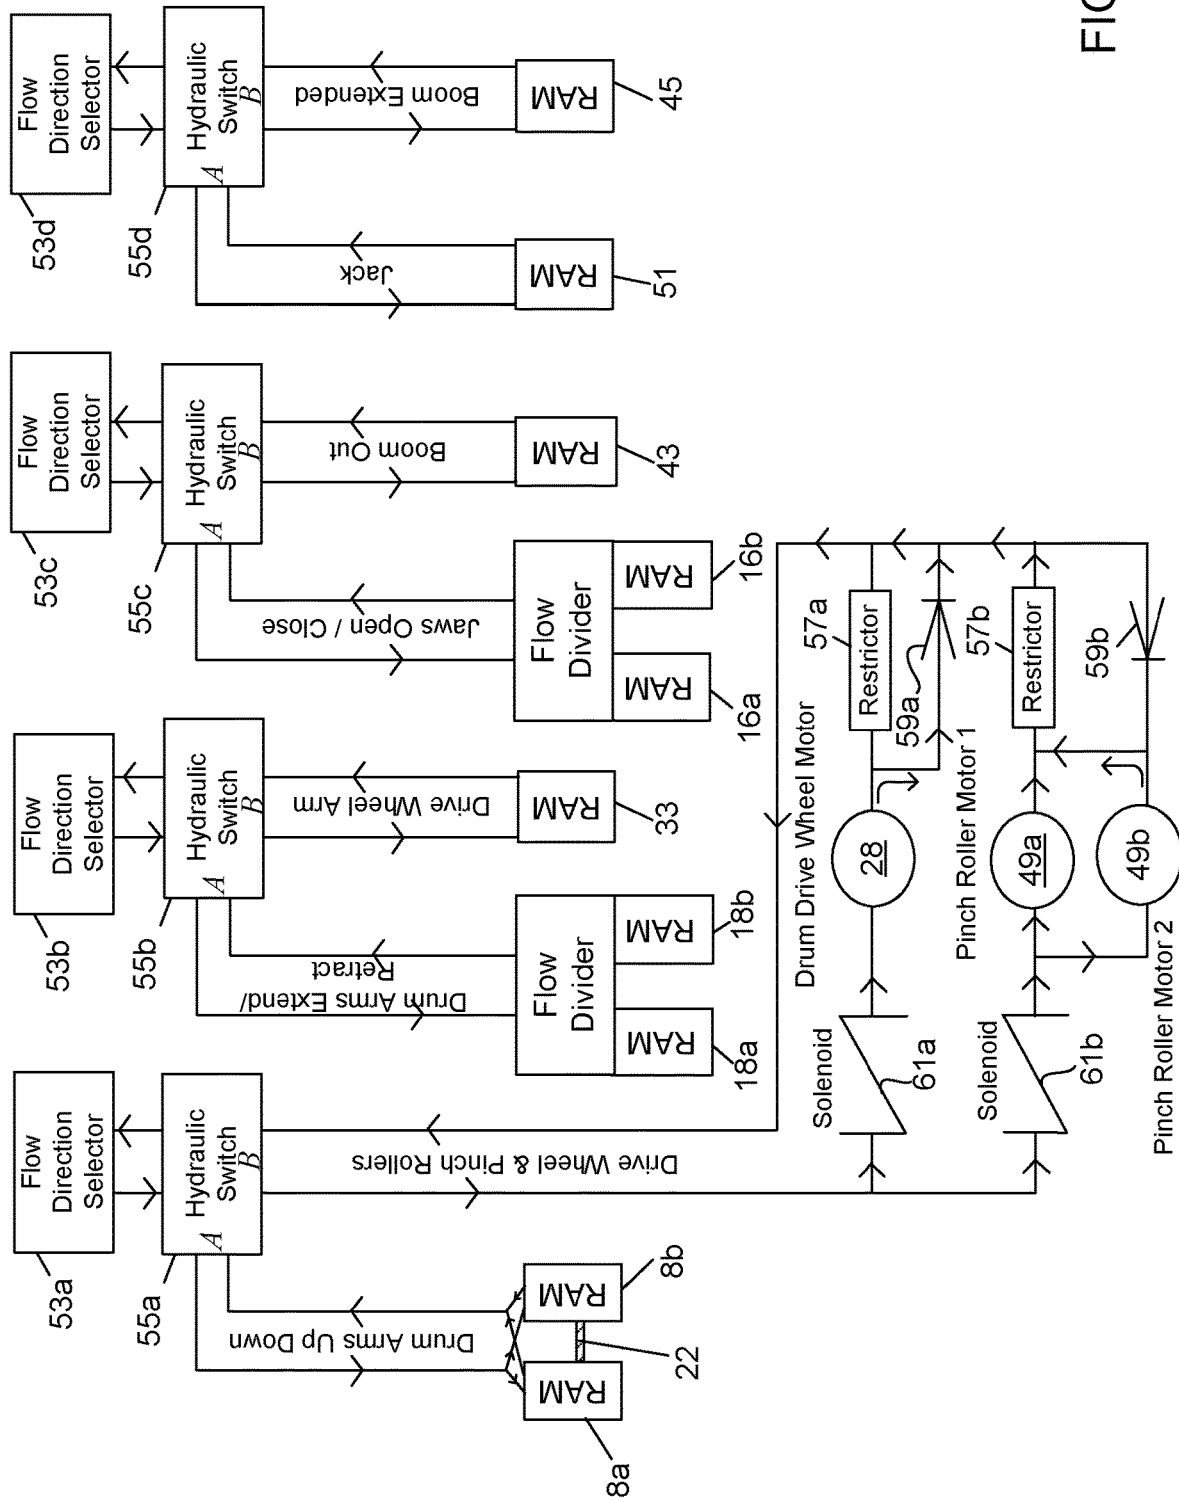 FIG
Flow
Direction
Selector
53a
Hydraulic
Switch
A
B
55a
Drum Arms Up Down
RAM
8a
RAM
8b
22
Drive Wheel & Pinch Rollers
Flow
Direction
Selector
53b
Hydraulic
Switch
A
B
55b
Drum Arms Extend/
Retract
Flow
Divider
RAM
18a
RAM
18b
Drive Wheel Arm
RAM
33
Flow
Direction
Selector
53c
Hydraulic
Switch
A
B
55c
Jaws Open / Close
Flow
Divider
RAM
16a
RAM
16b
Boom Out
RAM
43
Flow
Direction
Selector
53d
Hydraulic
Switch
A
B
55d
Jack
RAM
51
Boom Extended
RAM
45
Solenoid
61a
Drum Drive Wheel Motor
28
Restrictor
57a
59a
Solenoid
61b
Pinch Roller Motor 1
49a
Restrictor
57b
59b
Pinch Roller Motor 2
49b